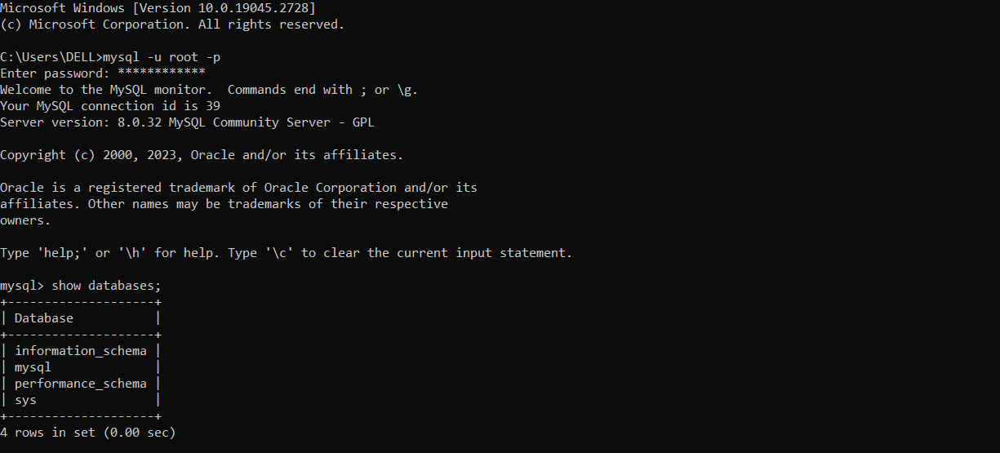 Microsoft Windows [Version 10.0.19045.2728]
(c) Microsoft Corporation. All rights reserved.
C:\Users\DELL>mysql -u root -p
Enter password: ************
Welcome to the MySQL monitor.  Commands end with ; or \g.
Your MySQL connection id is 39
Server version: 8.0.32 MySQL Community Server - GPL
Copyright (c) 2000, 2023, Oracle and/or its affiliates.
Oracle is a registered trademark of Oracle Corporation and/or its
affiliates. Other names may be trademarks of their respective
owners.
Type 'help;' or '\h' for help. Type '\c' to clear the current input statement.
mysql> show databases;
+--------------------+
| Database           |
+--------------------+
| information_schema |
| mysql              |
| performance_schema |
| sys                |
+--------------------+
4 rows in set (0.00 sec)